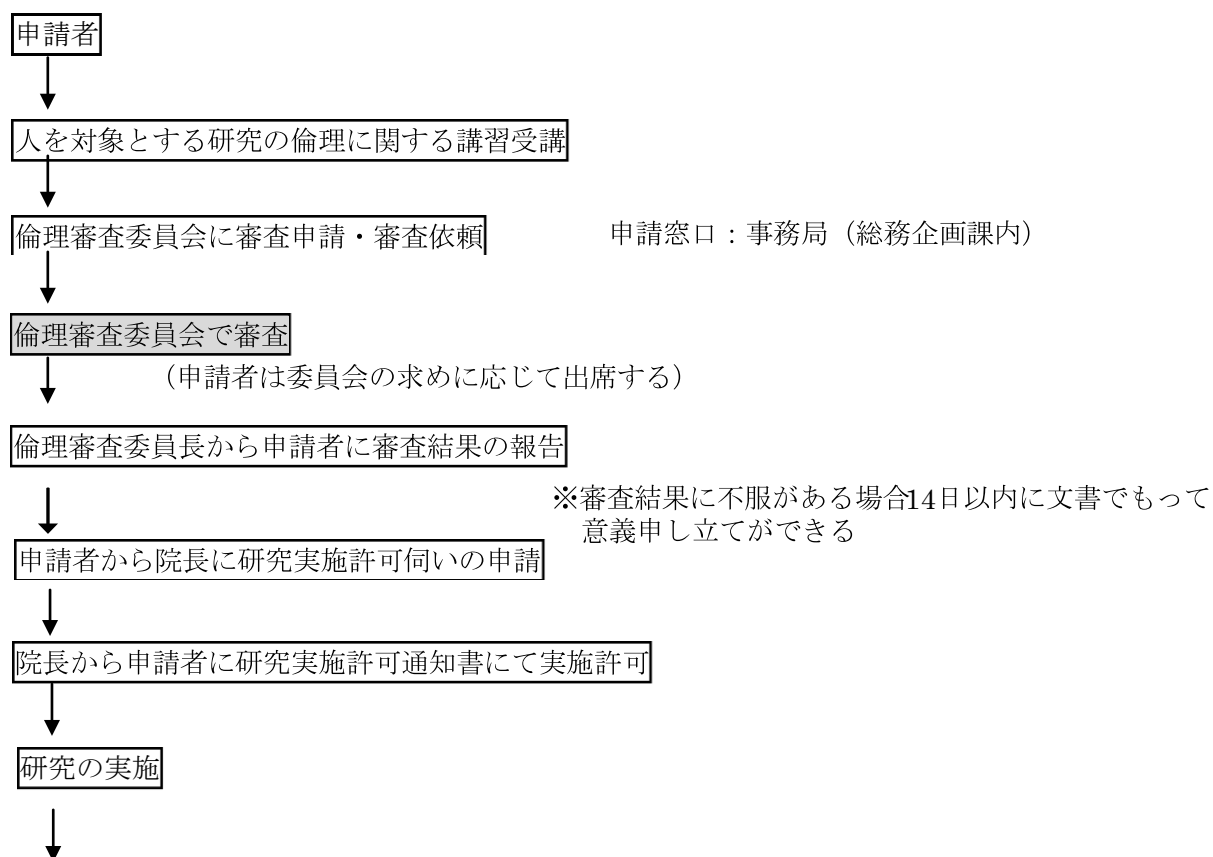 申請者
人を対象とする研究の倫理に関する講習受講
倫理審査委員会に審査申請・審査依頼
申請窓口:事務局(総務企画課内)
倫理審査委員会で審査
(申請者は委員会の求めに応じて出席する)
倫理審査委員長から申請者に審査結果の報告
※審査結果に不服がある場合14日以内に文書でもって
意義申し立てができる
申請者から院長に研究実施許可伺いの申請
院長から申請者に研究実施許可通知書にて実施許可
研究の実施